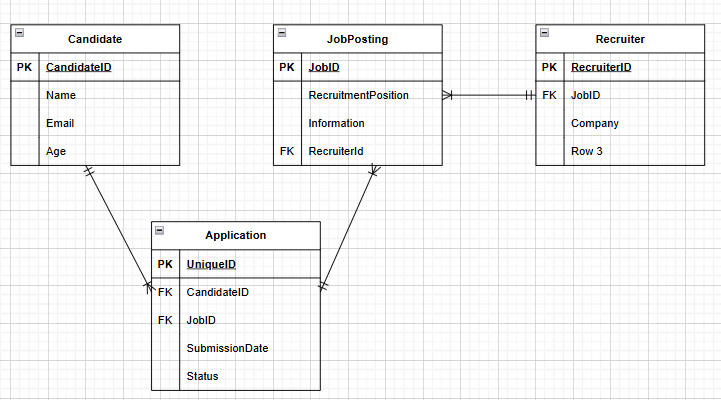 Candidate
PK CandidateID
Name
Email
Age
JobPosting
PK JobID
RecruitmentPosition
Information
FK RecruiterId
Recruiter
PK RecruiterID
FK JobID
Company
Row 3
Application
PK UniqueID
FK CandidateID
FK JobID
SubmissionDate
Status